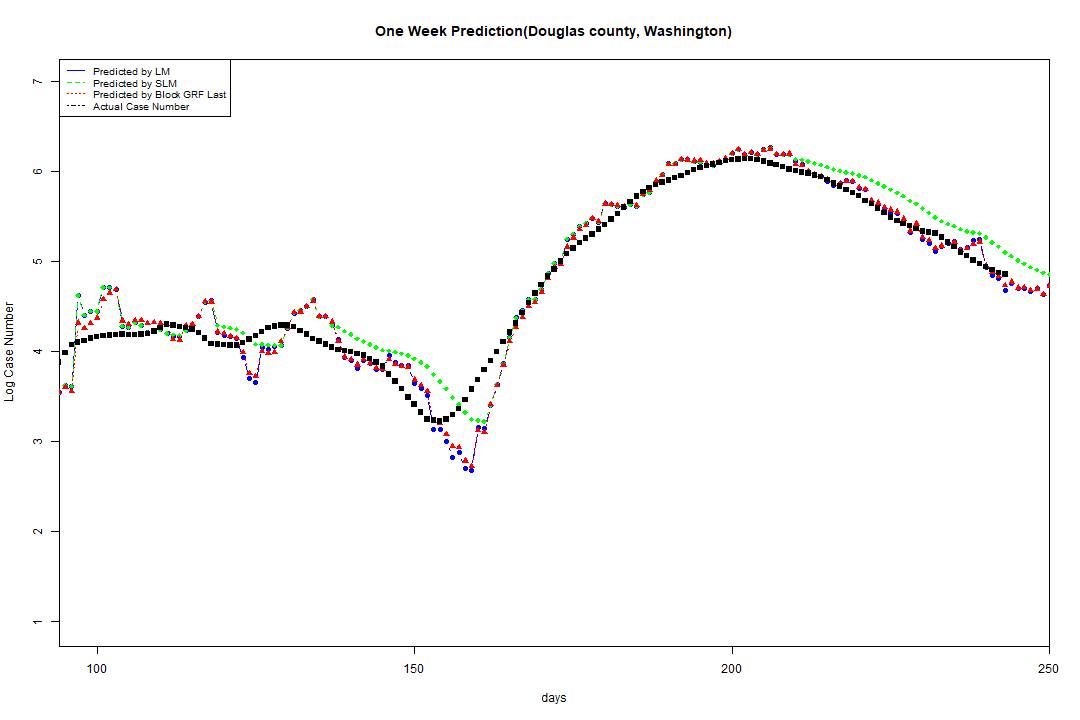 One Week Prediction(Douglas county, Washington)
Predicted by LM
Predicted by SLM
Predicted by Block GRF Last
Actual Case Number
7
6
5
4
3
2
1
Log Case Number
100
150
200
250
days